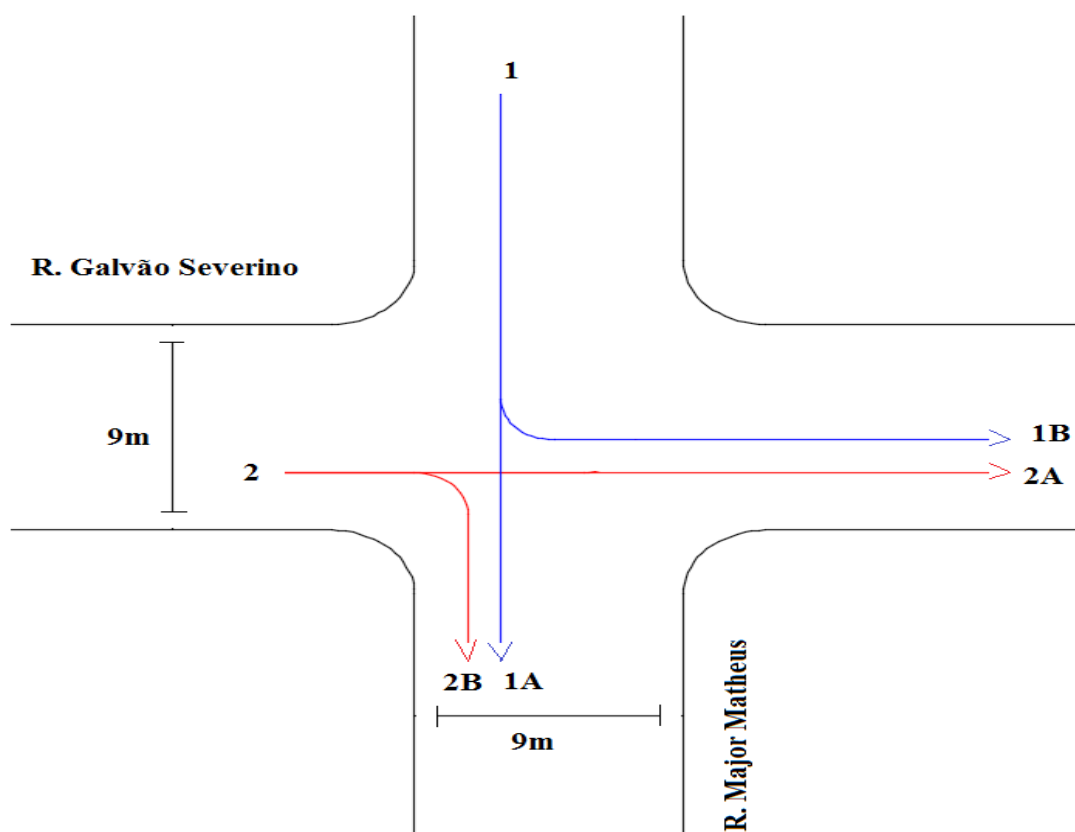 1
R. Galvão Severino
9m
2
1B
2A
2B
1A
9m
R. Major Matheus